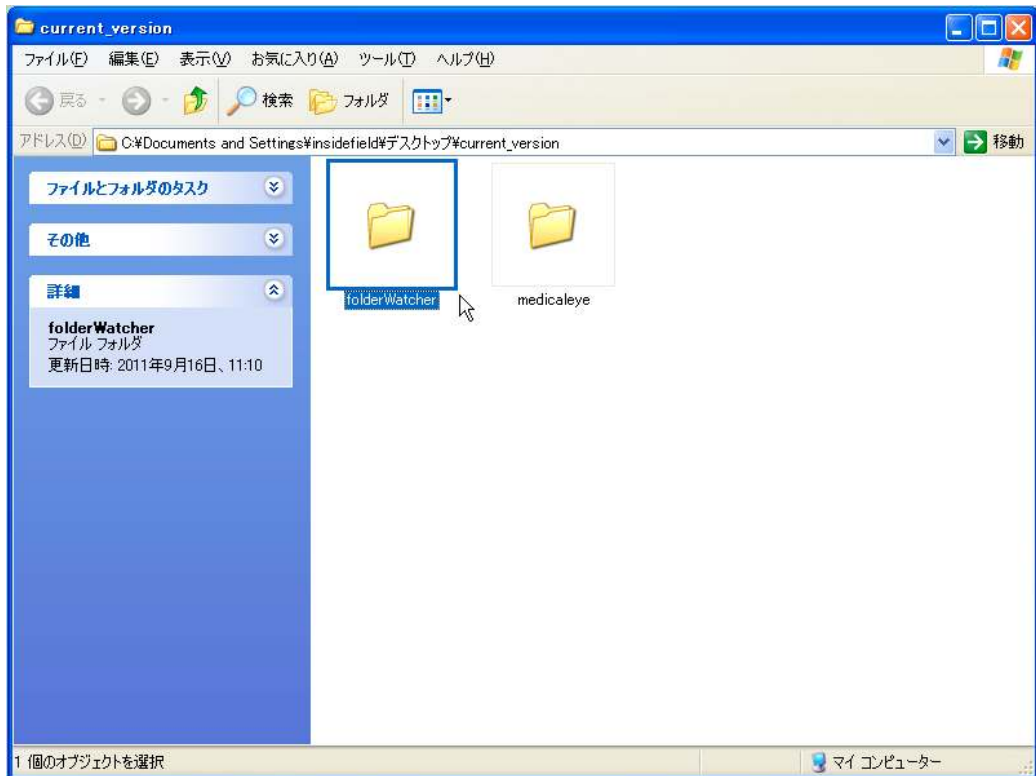 current_version
ファイル(F) 編集(E) 表示(V) お気に入り(A) ツール(T) ヘルプ(H)
戻る 検索 フォルダ
アドレス(D) C:¥Documents and Settings¥insidefield¥デスクトップ¥current_version 移動
ファイルとフォルダのタスク
その他
詳細
folderWatcher
ファイル フォルダ
更新日時: 2011年9月16日、11:10
folderWatcher medicaleye
1 個のオブジェクトを選択 マイ コンピューター